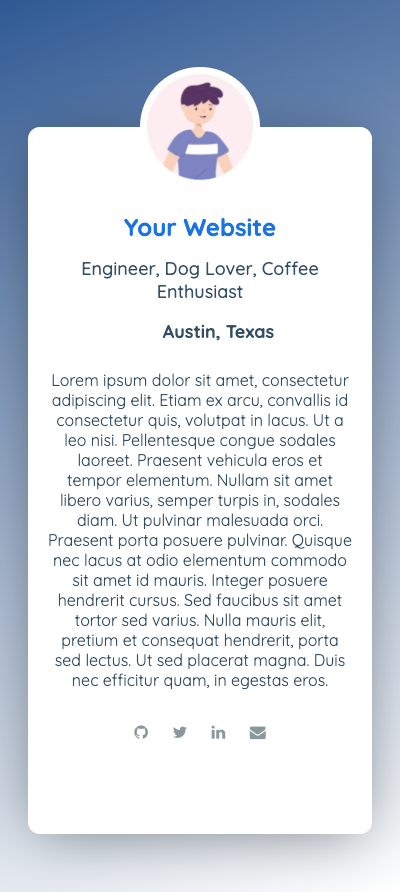 Your Website
Engineer, Dog Lover, Coffee
Enthusiast
Austin, Texas
Lorem ipsum dolor sit amet, consectetur
adipiscing elit. Etiam ex arcu, convallis id
consectetur quis, volutpat in lacus. Ut a
leo nisi. Pellentesque congue sodales
laoreet. Praesent vehicula eros et
tempor elementum. Nullam sit amet
libero varius, semper turpis in, sodales
diam. Ut pulvinar malesuada orci.
Praesent porta posuere pulvinar. Quisque
nec lacus at odio elementum commodo
sit amet id mauris. Integer posuere
hendrerit cursus. Sed faucibus sit amet
tortor sed varius. Nulla mauris elit,
pretium et consequat hendrerit, porta
sed lectus. Ut sed placerat magna. Duis
nec efficitur quam, in egestas eros.